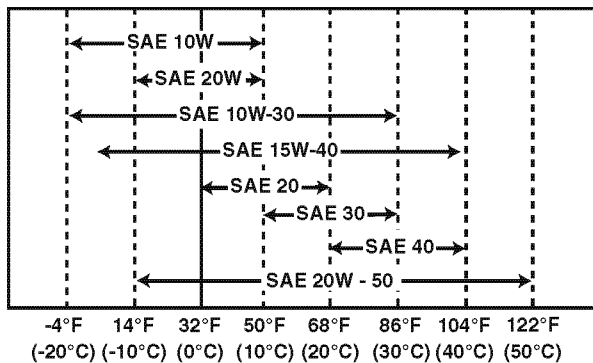 SAE 10W
SAE 20W
SAE 10W-30
SAE 15W-40
SAE 20
SAE 30
SAE 40
SAE 20W - 50
-4°F 14°F 32°F 50°F 68°F 86°F 104°F 122°F
(-20°C) (-10°C) (0°C) (10°C) (20°C) (30°C) (40°C) (50°C)